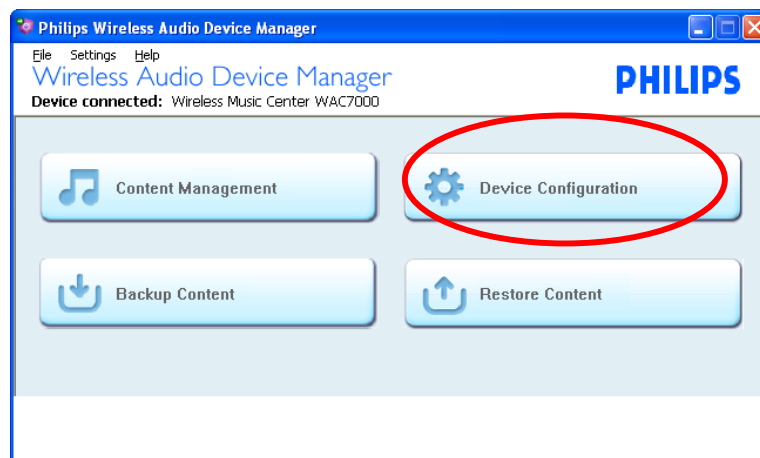 Philips Wireless Audio Device Manager
File Settings Help
Wireless Audio Device Manager
PHILIPS
Device connected: Wireless Music Center WAC7000
Content Management
Device Configuration
Backup Content
Restore Content